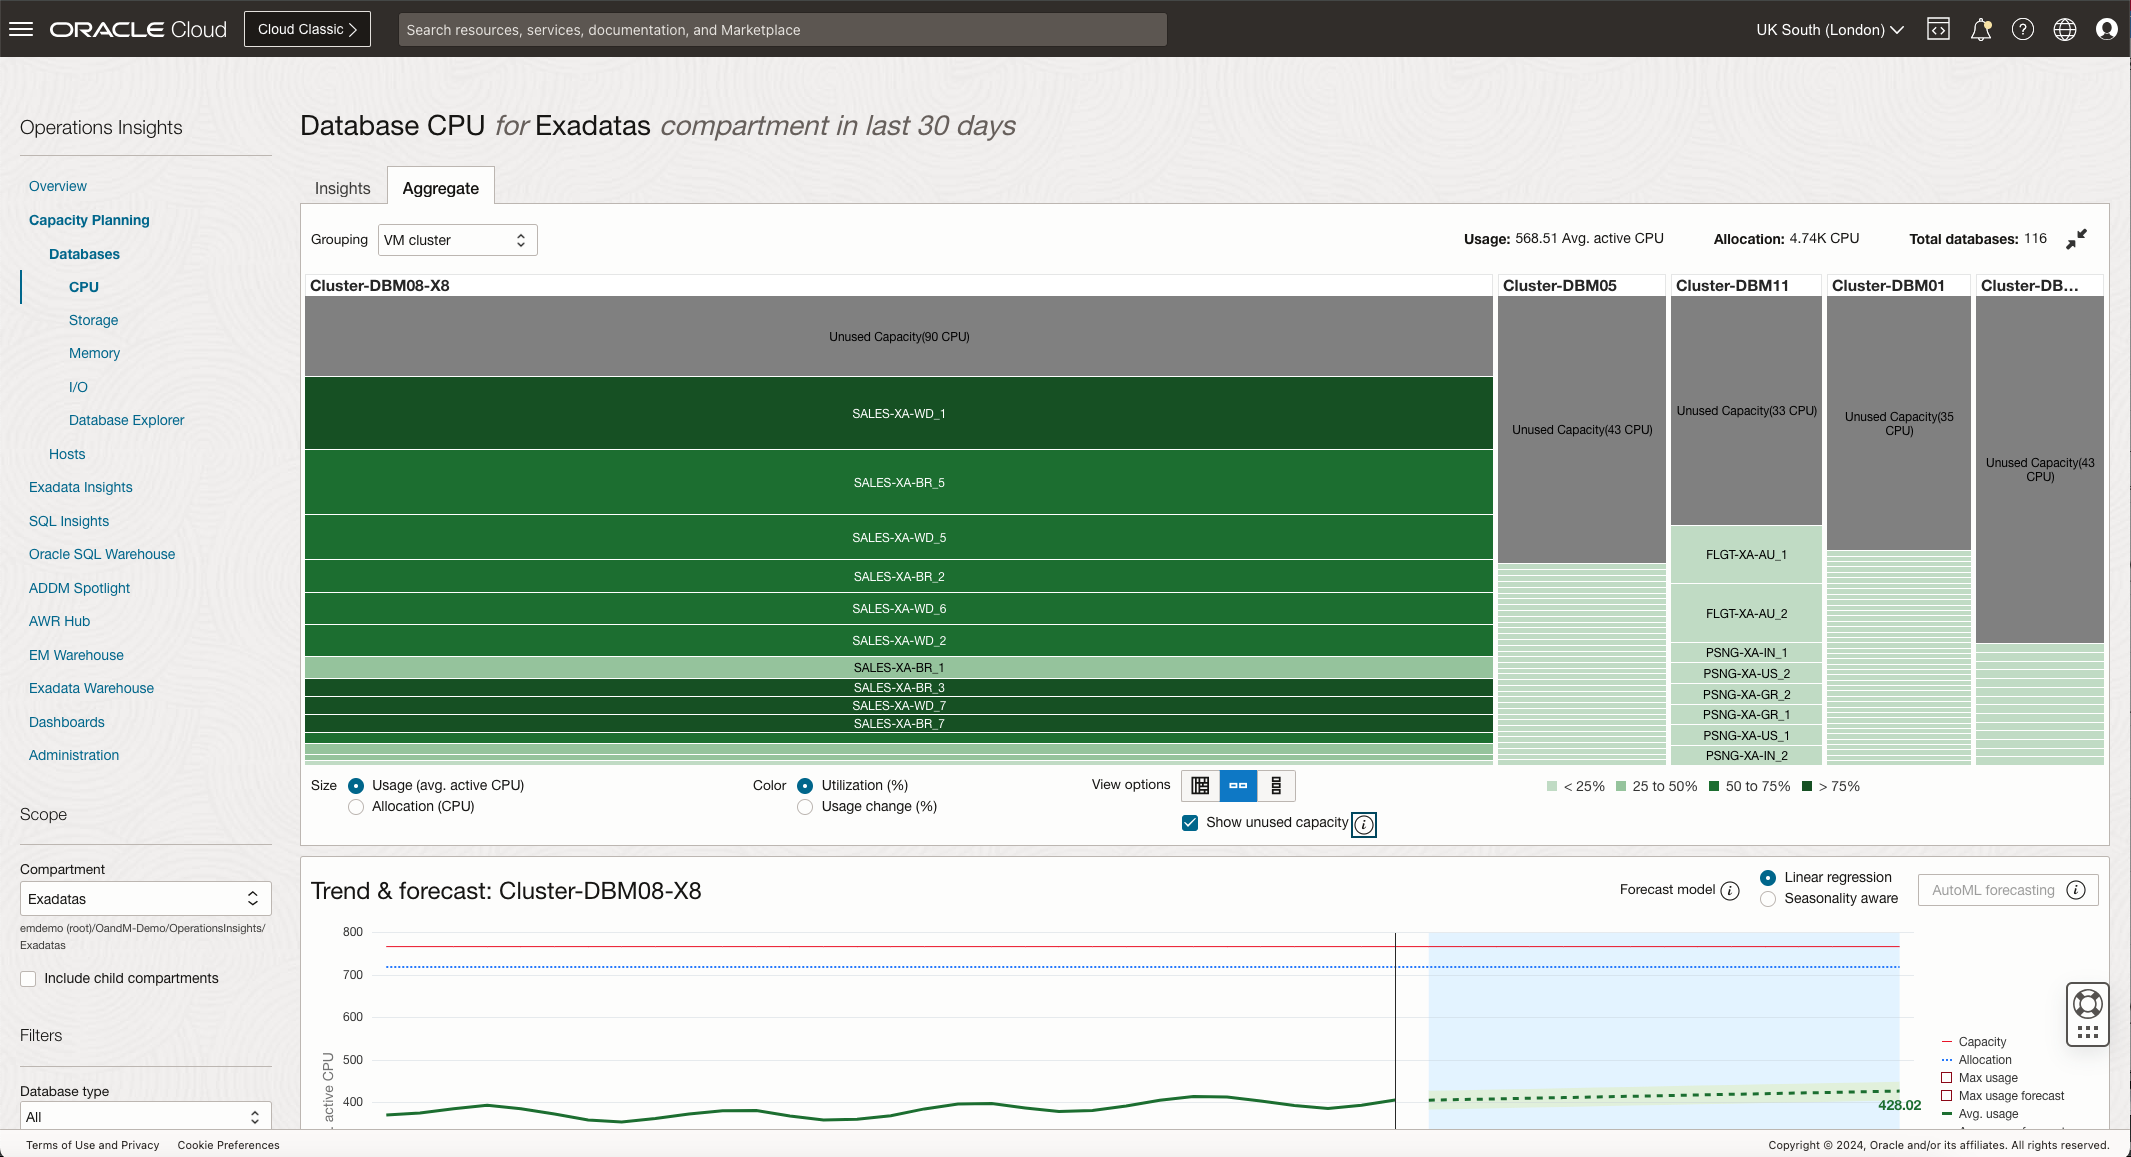 ORACLE Cloud
Cloud Classic
Search resources, services, documentation, and Marketplace
UK South (London)
Operations Insights
Overview
Capacity Planning
Databases
CPU
Storage
Memory
I/O
Database Explorer
Hosts
Exadata Insights
SQL Insights
Oracle SQL Warehouse
ADDM Spotlight
AWR Hub
EM Warehouse
Exadata Warehouse
Dashboards
Administration
Scope
Compartment
Exadatas
emdemo (root)/OandM-Demo/OperationsInsights/
Exadatas
Include child compartments
Filters
Database type
All
Database CPU for Exadatas compartment in last 30 days
Insights
Aggregate
Grouping
VM cluster
Usage: 568.51 Avg. active CPU
Allocation: 4.74K CPU
Total databases: 116
Cluster-DBM08-X8
Unused Capacity(90 CPU)
SALES-XA-WD_1
SALES-XA-BR_5
SALES-XA-WD_5
SALES-XA-BR_2
SALES-XA-WD_6
SALES-XA-WD_2
SALES-XA-BR_1
SALES-XA-BR_3
SALES-XA-WD_7
SALES-XA-BR_7
Cluster-DBM05
Unused Capacity(43 CPU)
Cluster-DBM11
Unused Capacity(33 CPU)
FLGT-XA-AU_1
FLGT-XA-AU_2
PSNG-XA-IN_1
PSNG-XA-US_2
PSNG-XA-GR_2
PSNG-XA-GR_1
PSNG-XA-US_1
PSNG-XA-IN_2
Cluster-DBM01
Unused Capacity(35
CPU)
Cluster-DB...
Unused Capacity(43
CPU)
Size
Usage (avg. active CPU)
Allocation (CPU)
Color
Utilization (%)
Usage change (%)
View options
Show unused capacity
< 25%
25 to 50%
50 to 75%
> 75%
Trend & forecast: Cluster-DBM08-X8
Forecast model
Linear regression
Seasonality aware
AutoML forecasting
800
700
600
500
400
. active CPU
428.02
Capacity
Allocation
Max usage
Max usage forecast
Avg. usage
Terms of Use and Privacy
Cookie Preferences
Copyright © 2024, Oracle and/or its affiliates. All rights reserved.